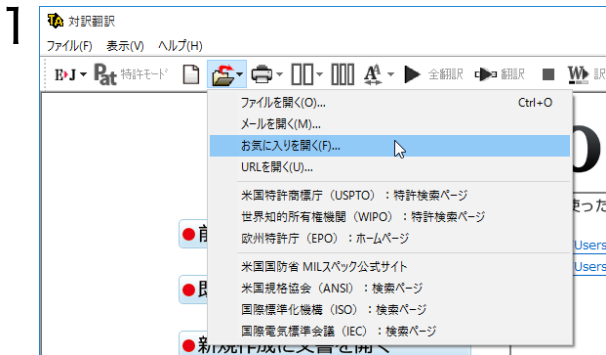 1
対訳翻訳
ファイル(F) 表示(V) ヘルプ(H)
E▸J Pat 特許モード 全翻訳 翻訳 W 訳
ファイルを開く(O)... Ctrl+O
メールを開く(M)...
お気に入りを開く(F)...
URLを開く(U)...
米国特許商標庁（USPTO）：特許検索ページ
世界知的所有権機関（WIPO）：特許検索ページ
欧州特許庁（EPO）：ホームページ
米国国防省 MILスペック公式サイト
米国規格協会（ANSI）：検索ページ
国際標準化機構（ISO）：検索ページ
国際電気標準会議（IEC）：検索ページ
使った
Users
Users
●前
●既
●新規作成に文書を開く